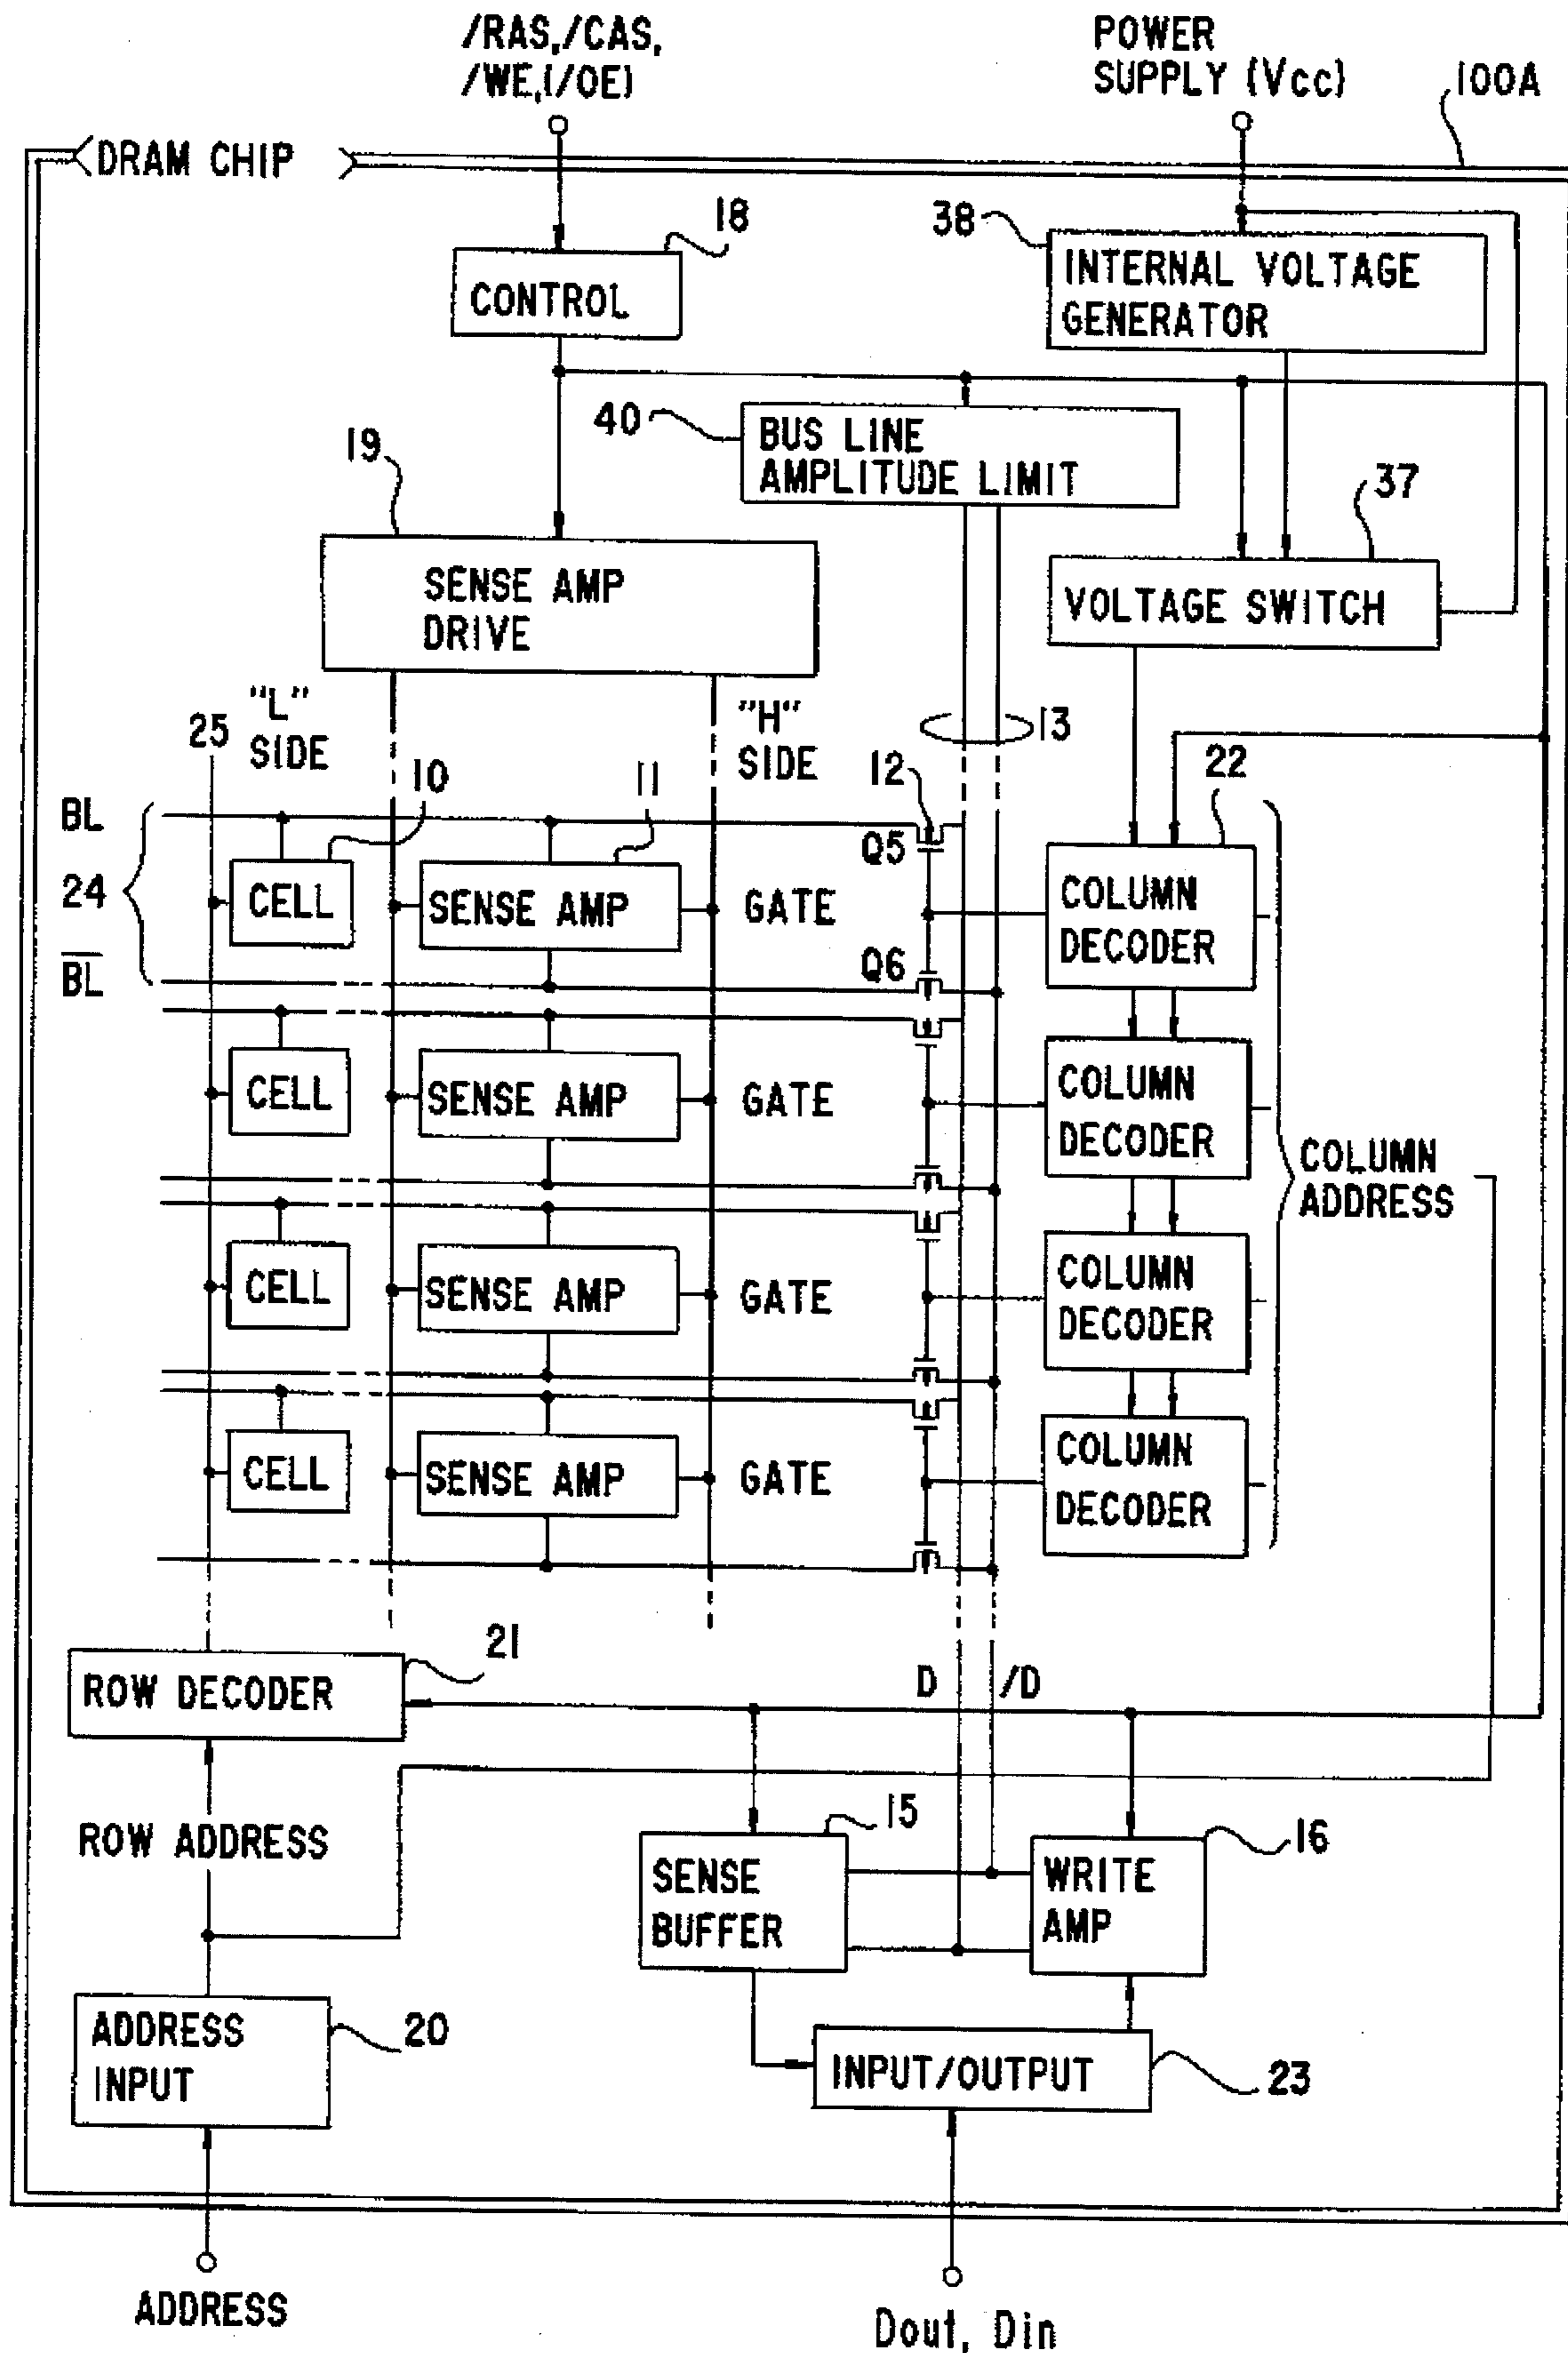 /RAS,/CAS,
/WE,(/OE)
POWER
SUPPLY (Vcc)
100A
DRAM CHIP
18
38
CONTROL
INTERNAL VOLTAGE
GENERATOR
40
BUS LINE
AMPLITUDE LIMIT
19
37
SENSE AMP
DRIVE
VOLTAGE SWITCH
25
"L"
SIDE
"H"
SIDE
13
10
11
12
22
BL
24
BL
Q5
Q6
CELL
SENSE AMP
GATE
COLUMN
DECODER
CELL
SENSE AMP
GATE
COLUMN
DECODER
COLUMN
ADDRESS
CELL
SENSE AMP
GATE
COLUMN
DECODER
CELL
SENSE AMP
GATE
COLUMN
DECODER
21
ROW DECODER
D
/D
ROW ADDRESS
15
16
SENSE
BUFFER
WRITE
AMP
ADDRESS
INPUT
20
INPUT/OUTPUT
23
ADDRESS
Dout, Din